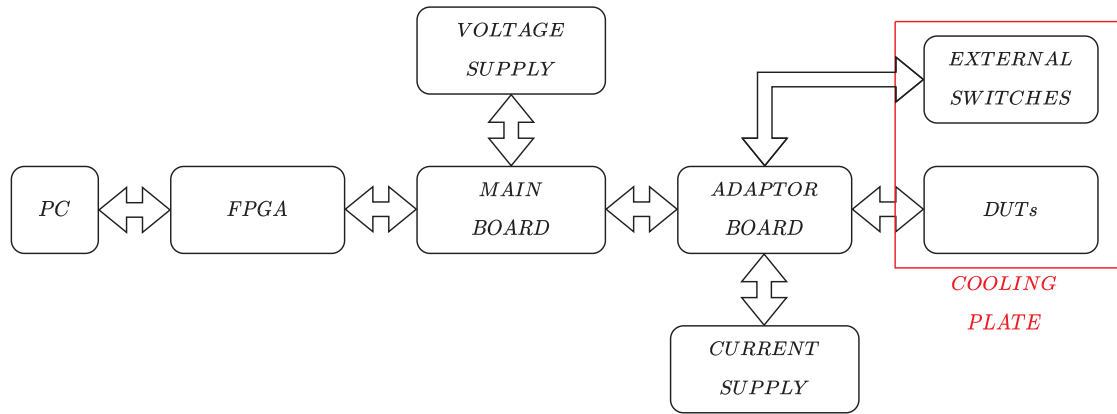 VOLTAGE
SUPPLY
EXTERNAL
SWITCHES
PC
FPGA
MAIN
BOARD
ADAPTOR
BOARD
DUTs
COOLING
PLATE
CURRENT
SUPPLY